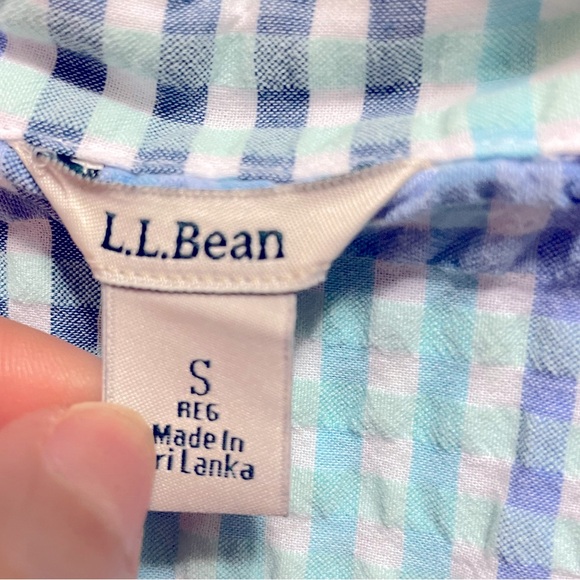 L.L.Bean
S
REG
Made In
ri Lanka